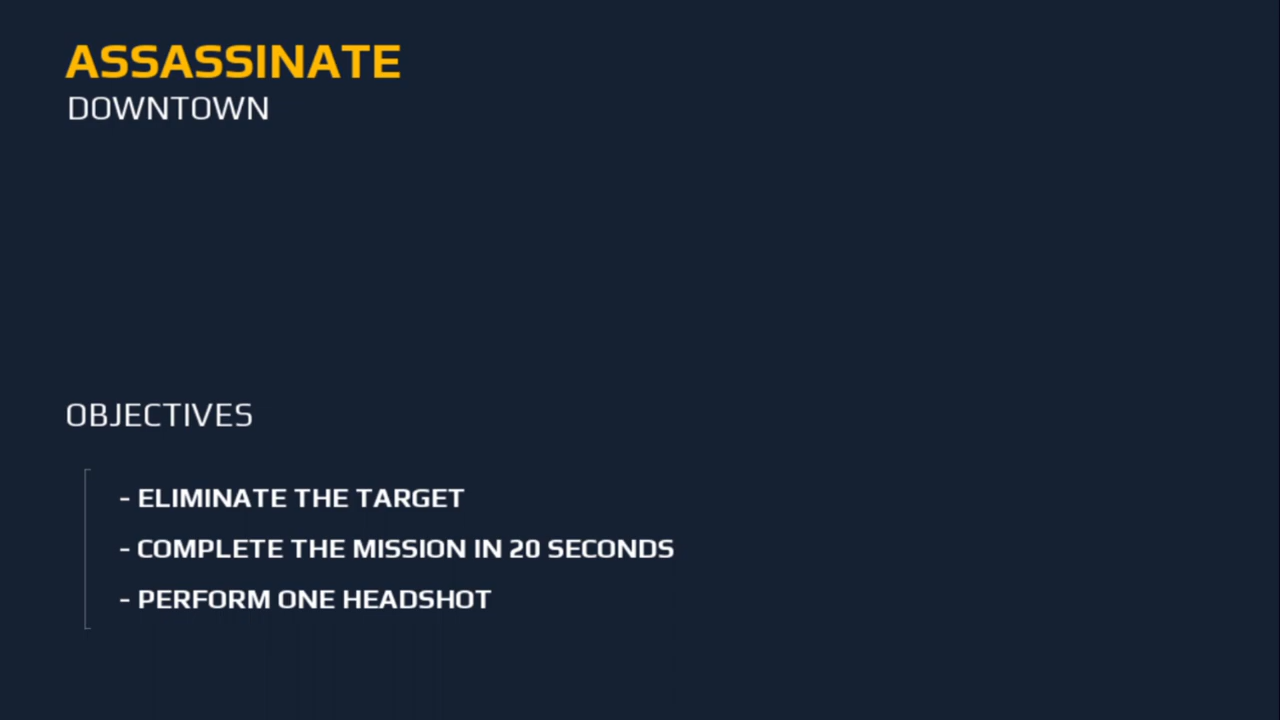 ASSASSINATE
DOWNTOWN
OBJECTIVES
- ELIMINATE THE TARGET
- COMPLETE THE MISSION IN 20 SECONDS
- PERFORM ONE HEADSHOT